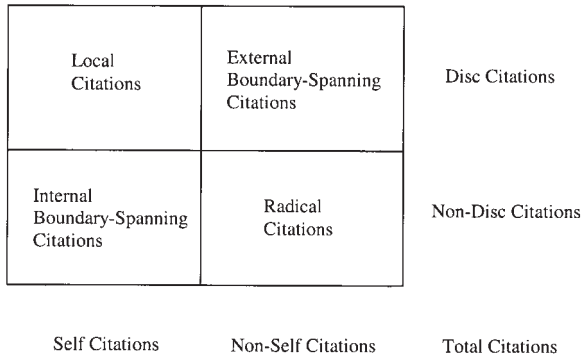 Local
Citations
External
Boundary-Spanning
Citations
Disc Citations
Internal
Boundary-Spanning
Citations
Radical
Citations
Non-Disc Citations
Self Citations
Non-Self Citations
Total Citations